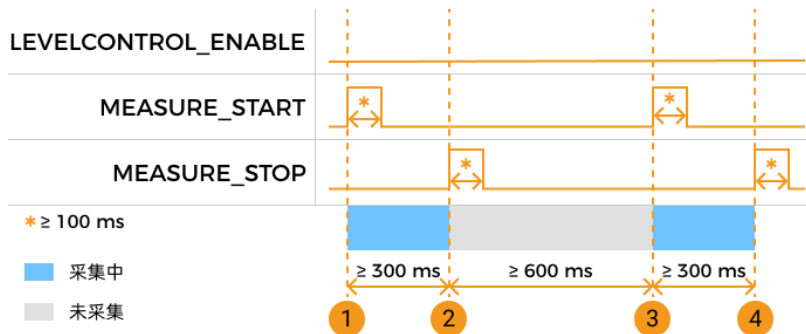 LEVELCONTROL_ENABLE
MEASURE_START
*
*
MEASURE_STOP
*
*
* ≥ 100 ms
采集中
≥ 300 ms
≥ 600 ms
≥ 300 ms
未采集
1
2
3
4